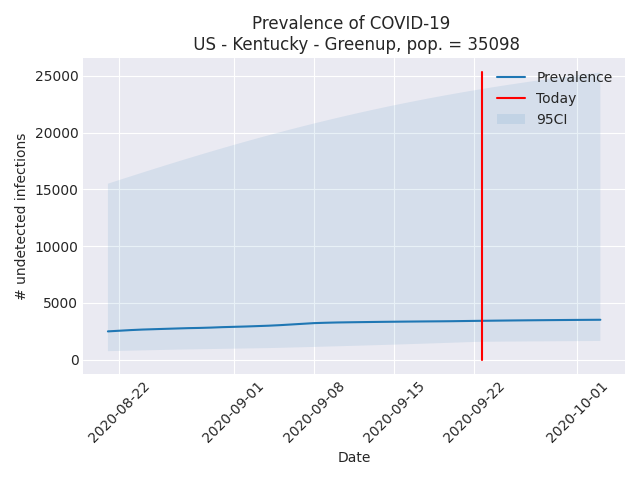 Prevalence of COVID-19
US - Kentucky - Greenup, pop. = 35098
Prevalence
Today
95CI
25000
20000
15000
10000
5000
0
# undetected infections
2020-08-22
2020-09-01
2020-09-08
2020-09-15
2020-09-22
2020-10-01
Date